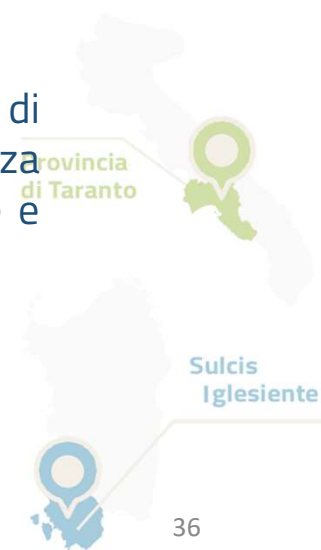 di
za
Provincia
di Taranto
e
Sulcis
Iglesiente
36